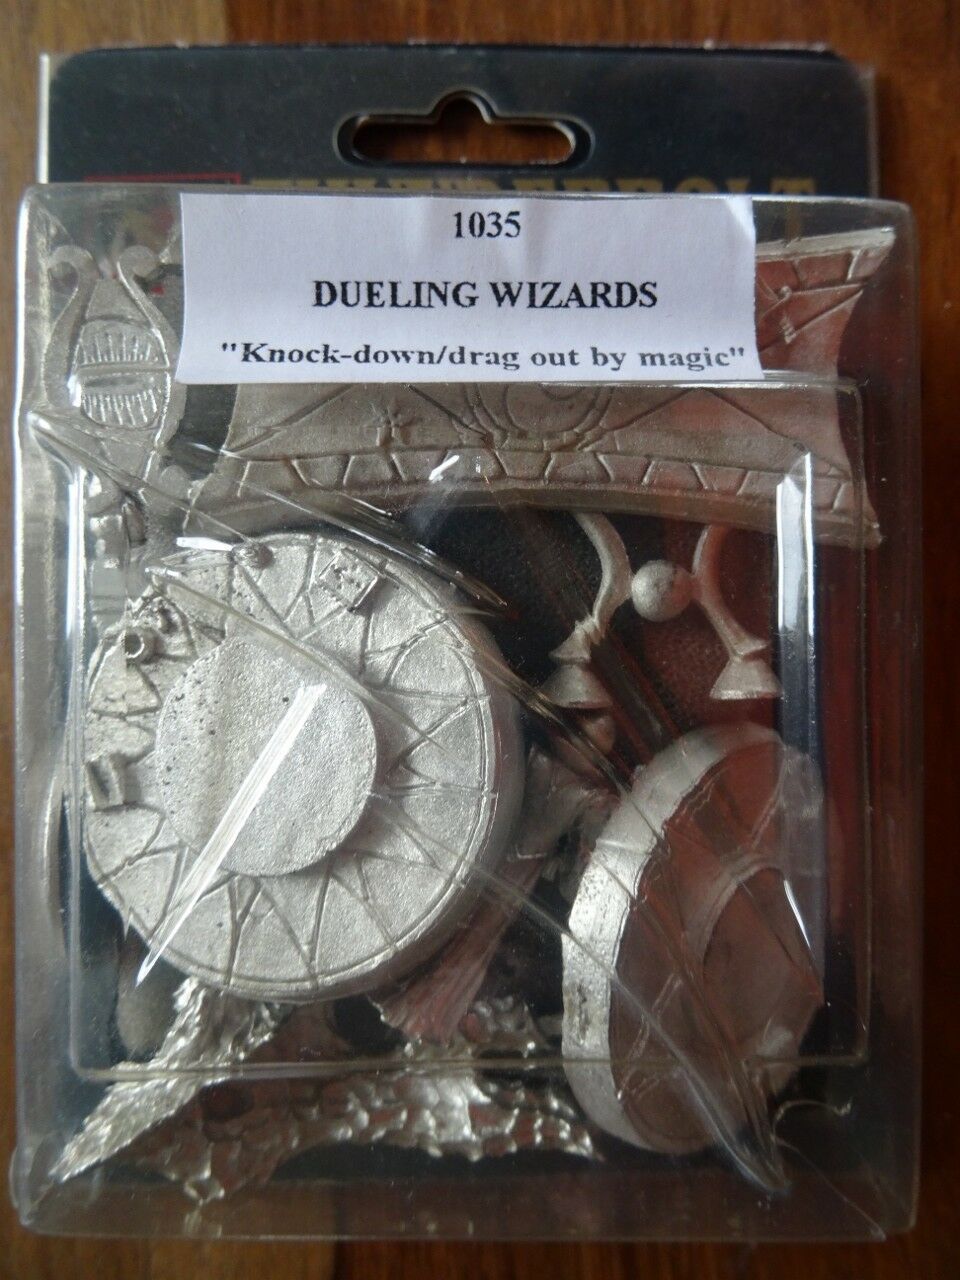 1035
DUELING WIZARDS
"Knock-down/drag out by magic"